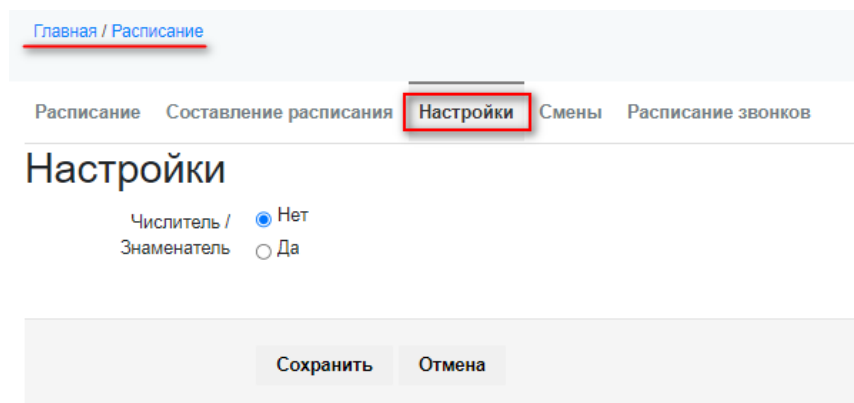 Главная / Расписание
Расписание Составление расписания Настройки Смены Расписание звонков
Настройки
Числитель / Знаменатель
Нет
Да
Сохранить Отмена